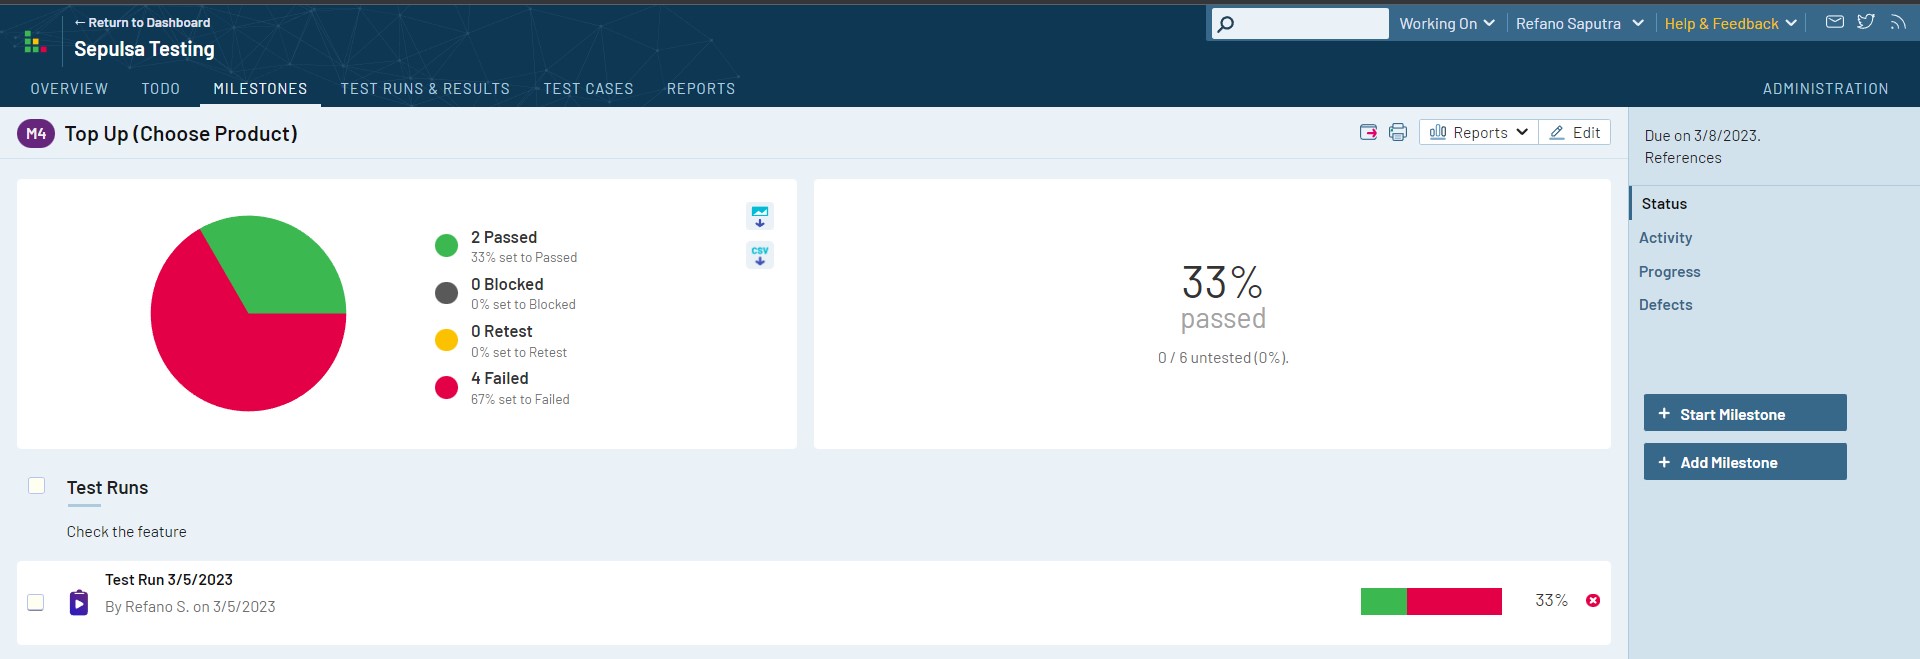 ← Return to Dashboard
Sepulsa Testing
Working On
Refano Saputra
Help & Feedback
OVERVIEW
TODO
MILESTONES
TEST RUNS & RESULTS
TEST CASES
REPORTS
ADMINISTRATION
M4
Top Up (Choose Product)
Reports
Edit
Due on 3/8/2023.
References
Status
Activity
Progress
Defects
+ Start Milestone
+ Add Milestone
2 Passed
33% set to Passed
0 Blocked
0% set to Blocked
0 Retest
0% set to Retest
4 Failed
67% set to Failed
CSV
33%
passed
0 / 6 untested (0%).
Test Runs
Check the feature
Test Run 3/5/2023
By Refano S. on 3/5/2023
33%